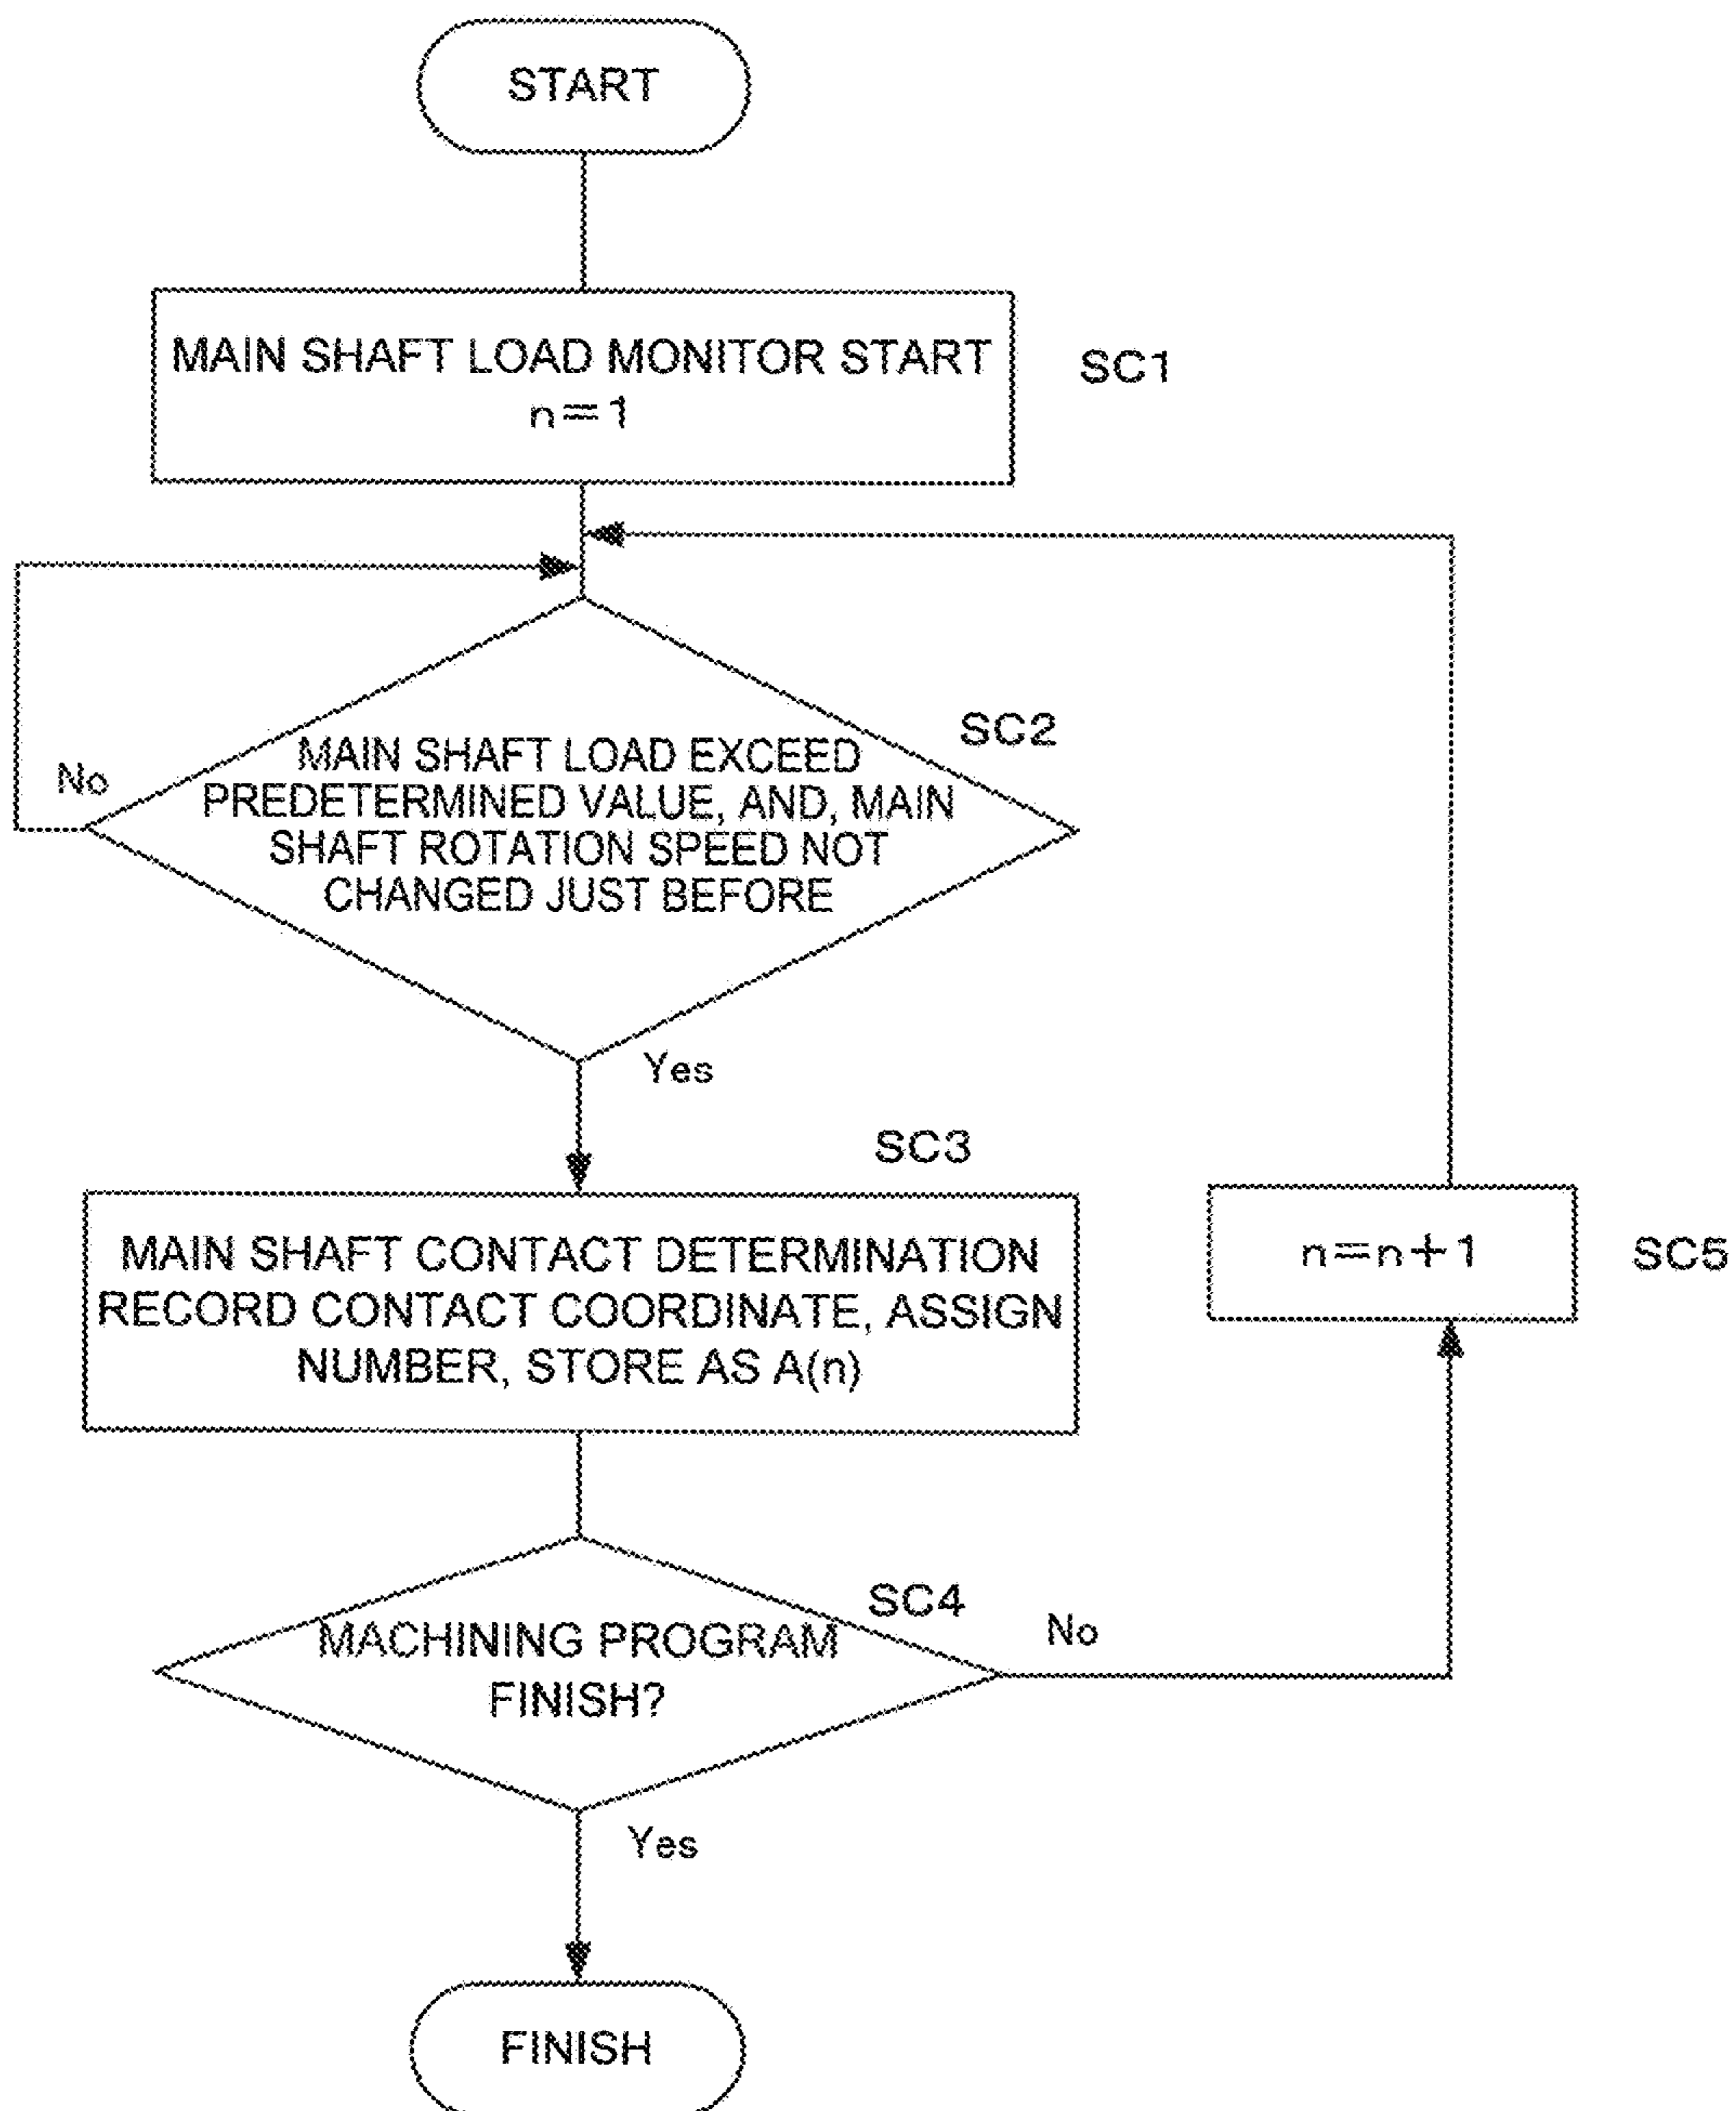 START
MAIN SHAFT LOAD MONITOR START
n=1
SC1
SC2
No
MAIN SHAFT LOAD EXCEED
PREDETERMINED VALUE, AND, MAIN
SHAFT ROTATION SPEED NOT
CHANGED JUST BEFORE
Yes
SC3
MAIN SHAFT CONTACT DETERMINATION
RECORD CONTACT COORDINATE, ASSIGN
NUMBER, STORE AS A(n)
n=n+1
SC5
SC4
No
MACHINING PROGRAM
FINISH?
Yes
FINISH